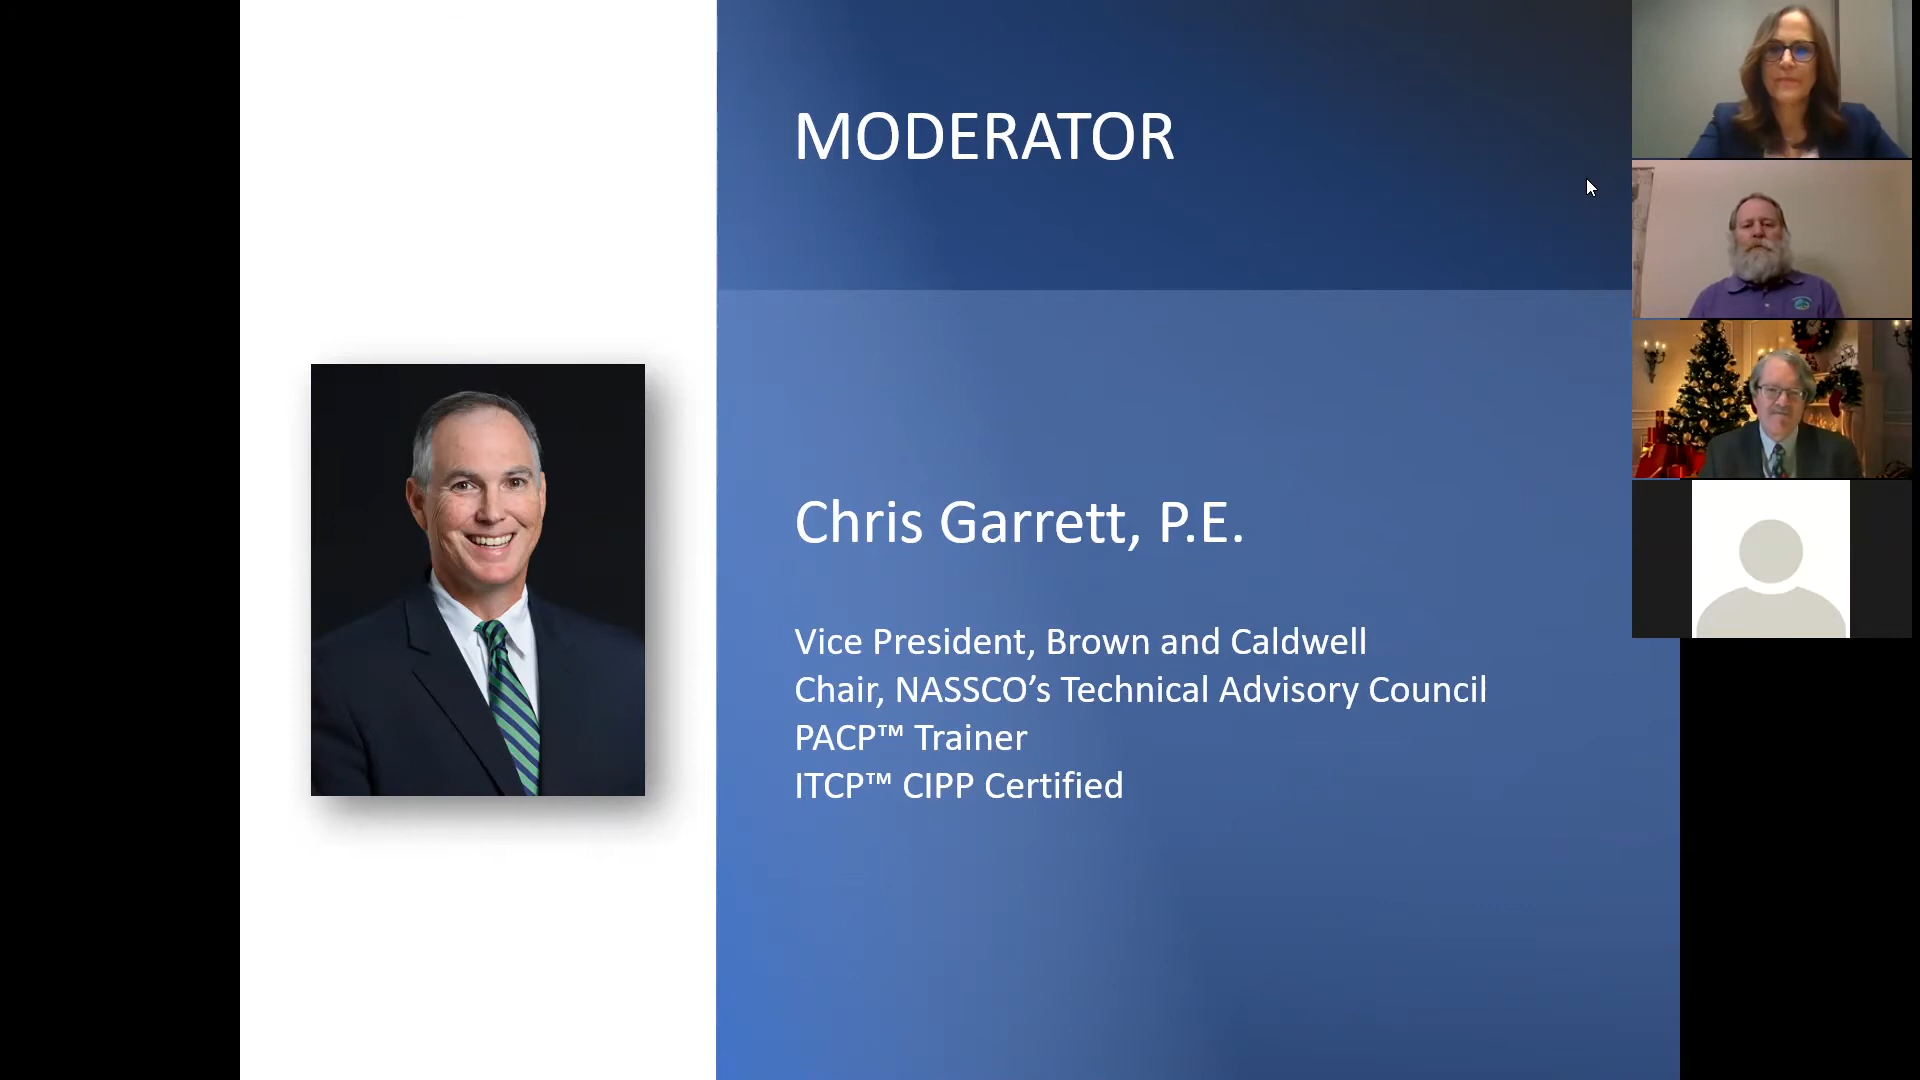 MODERATOR
Chris Garrett, P.E.
Vice President, Brown and Caldwell
Chair, NASSCO’s Technical Advisory Council
PACP™ Trainer
ITCP™ CIPP Certified